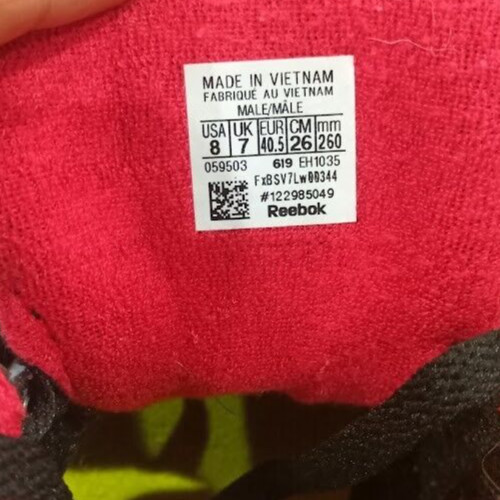 MADE IN VIETNAM
FABRIQUÉ AU VIETNAM
MALE/MÂLE
USA UK EUR CM mm
8 7 40.5 26 260
059503 619 EH1035
FxBSV7Lw00344
#122985049
Reebok